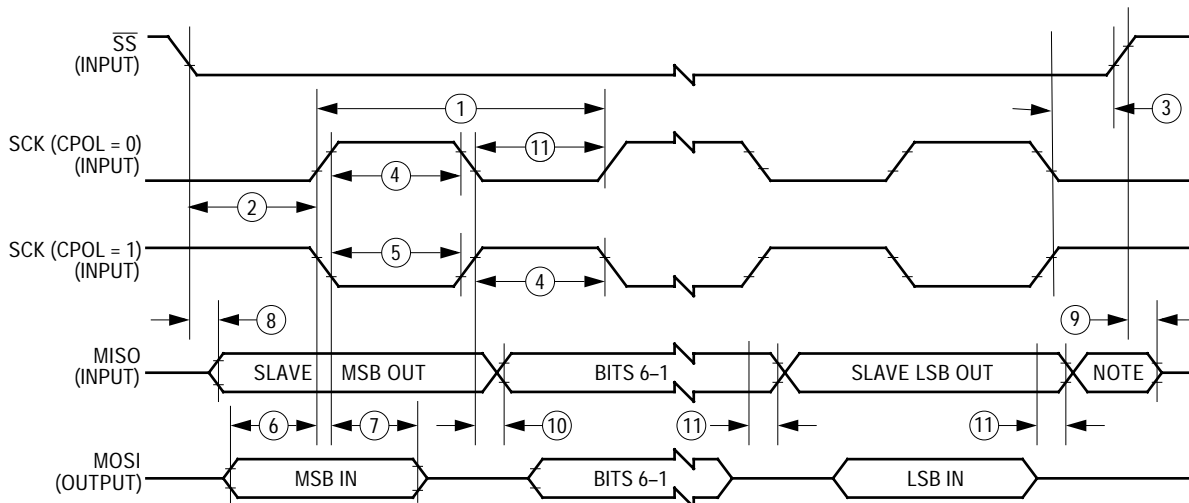 SS
(INPUT)
1
3
SCK (CPOL = 0)
(INPUT)
11
4
2
SCK (CPOL = 1)
(INPUT)
5
4
8
9
MISO
(INPUT)
SLAVE MSB OUT
BITS 6–1
SLAVE LSB OUT
NOTE
6
7
10
11
11
MOSI
(OUTPUT)
MSB IN
BITS 6–1
LSB IN